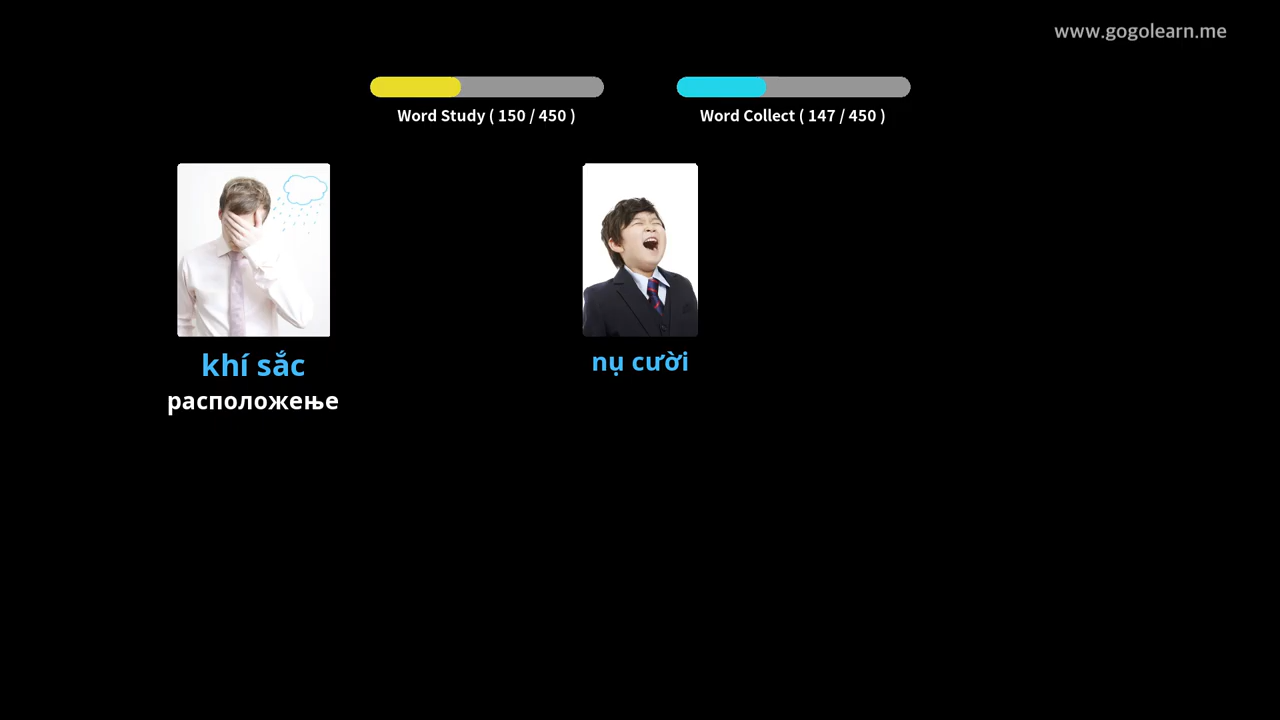 www.gogolearn.me
Word Study ( 150 / 450 )
Word Collect ( 147 / 450 )
khí sắc
расположење
nụ cười